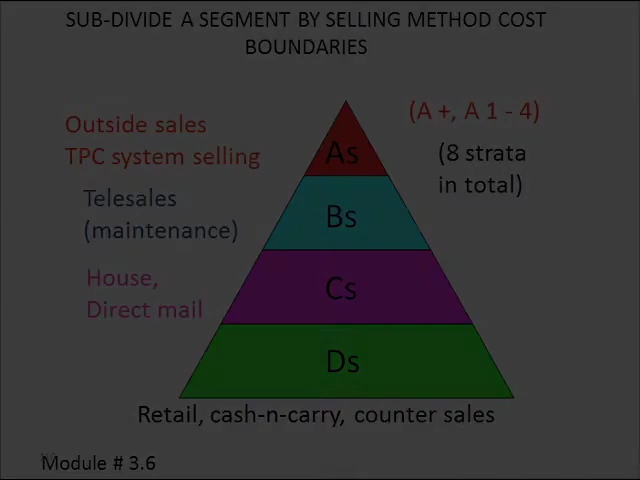 SUB-DIVIDE A SEGMENT BY SELLING METHOD COST
BOUNDARIES
Outside sales
TPC system selling
(A +, A 1 - 4)
As
(8 strata
in total)
Telesales
(maintenance)
Bs
House,
Direct mail
Cs
Ds
Retail, cash-n-carry, counter sales
Module # 3.6